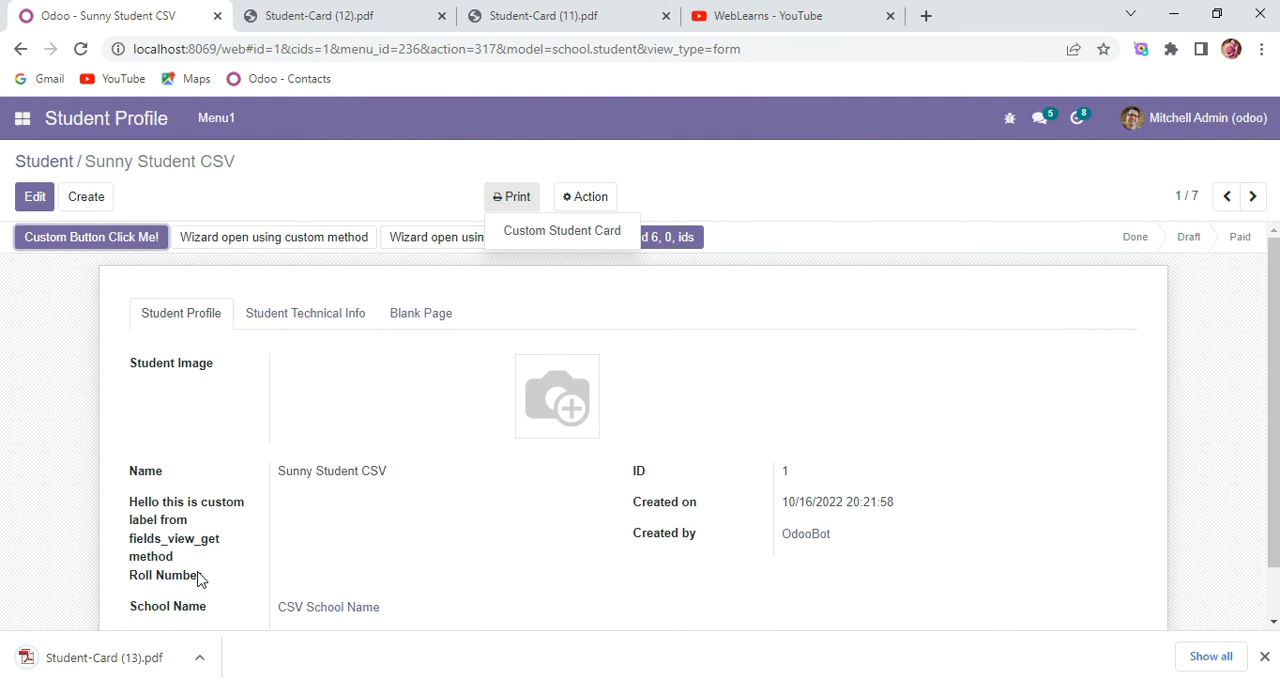 Odoo - Sunny Student CSV
Student-Card (12).pdf
Student-Card (11).pdf
WebLearns - YouTube
localhost:8069/web#id=1&cids=1&menu_id=236&action=317&model=school.student&view_type=form
Gmail
YouTube
Maps
Odoo - Contacts
Student Profile
Menu1
5
8
Mitchell Admin (odoo)
Student / Sunny Student CSV
Edit
Create
Print
Action
1 / 7
Custom Student Card
Custom Button Click Me!
Wizard open using custom method
Wizard open usin
d 6, 0, ids
Done
Draft
Paid
Student Profile
Student Technical Info
Blank Page
Student Image
Name
Sunny Student CSV
ID
1
Hello this is custom
label from
fields_view_get
method
Created on
10/16/2022 20:21:58
Created by
OdooBot
Roll Number
School Name
CSV School Name
Student-Card (13).pdf
Show all